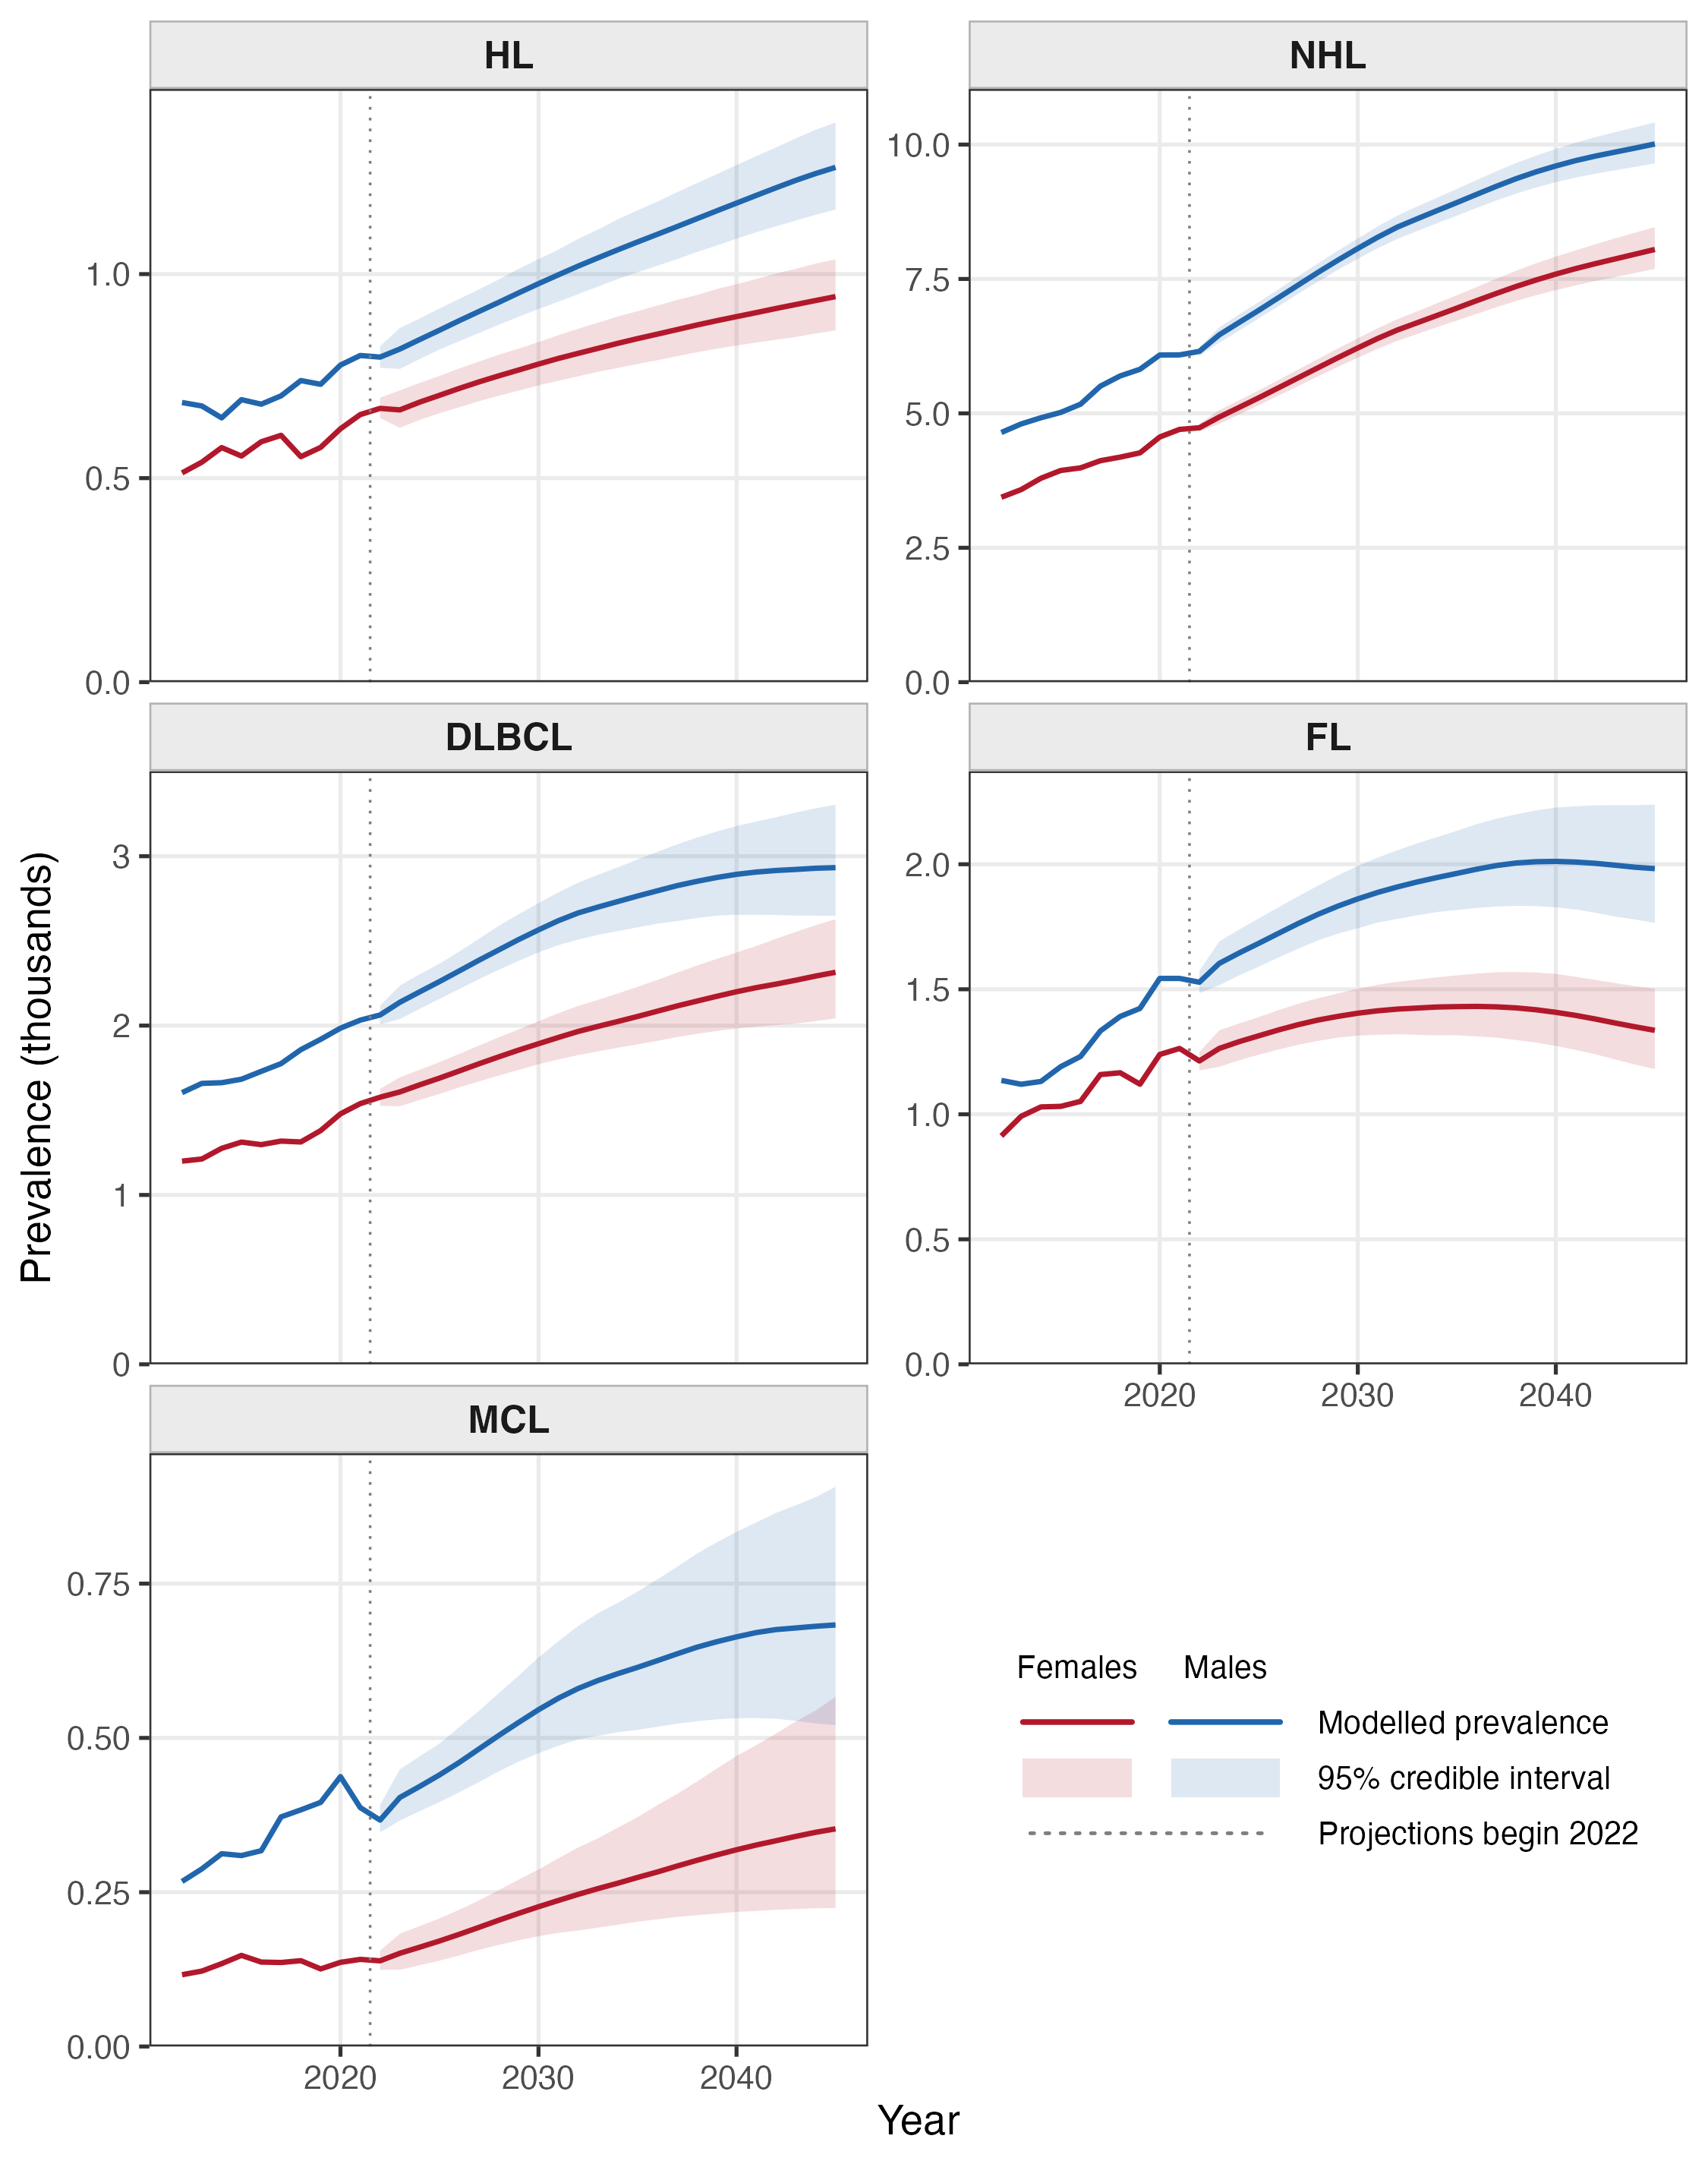 HL
1.0
0.5
0.0
NHL
10.0
7.5
5.0
2.5
0.0
DLBCL
3
2
1
0
FL
2.0
1.5
1.0
0.5
0.0
2020 2030 2040
MCL
0.75
0.50
0.25
0.00
2020 2030 2040
Prevalence (thousands)
Year
Females Males
Modelled prevalence
95% credible interval
Projections begin 2022